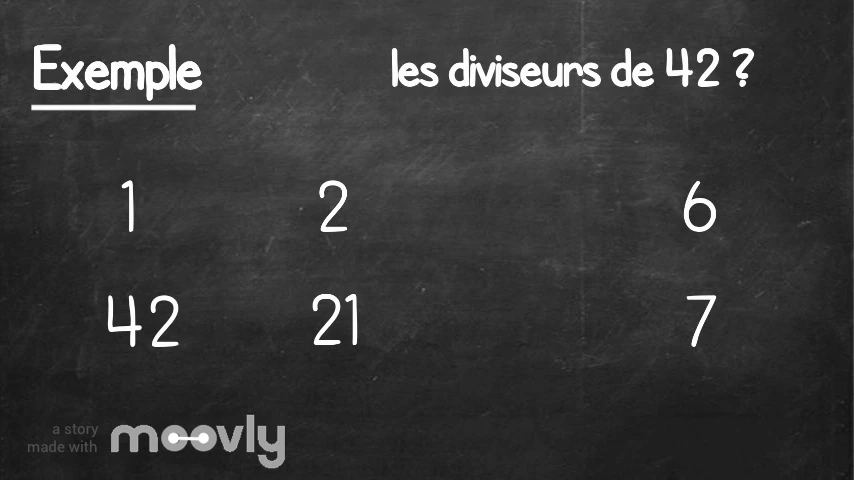 Exemple les diviseurs de 42 ?
1 2 6
42 21 7
a story
made with moovly